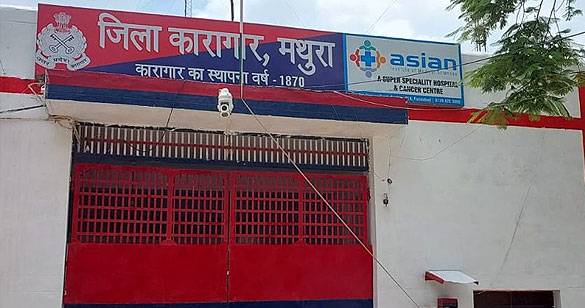 जिला कारागार, मथुरा
कारागार का स्थापना वर्ष - 1870
asian
A SUPER SPECIALITY HOSPITAL
& CANCER CENTRE